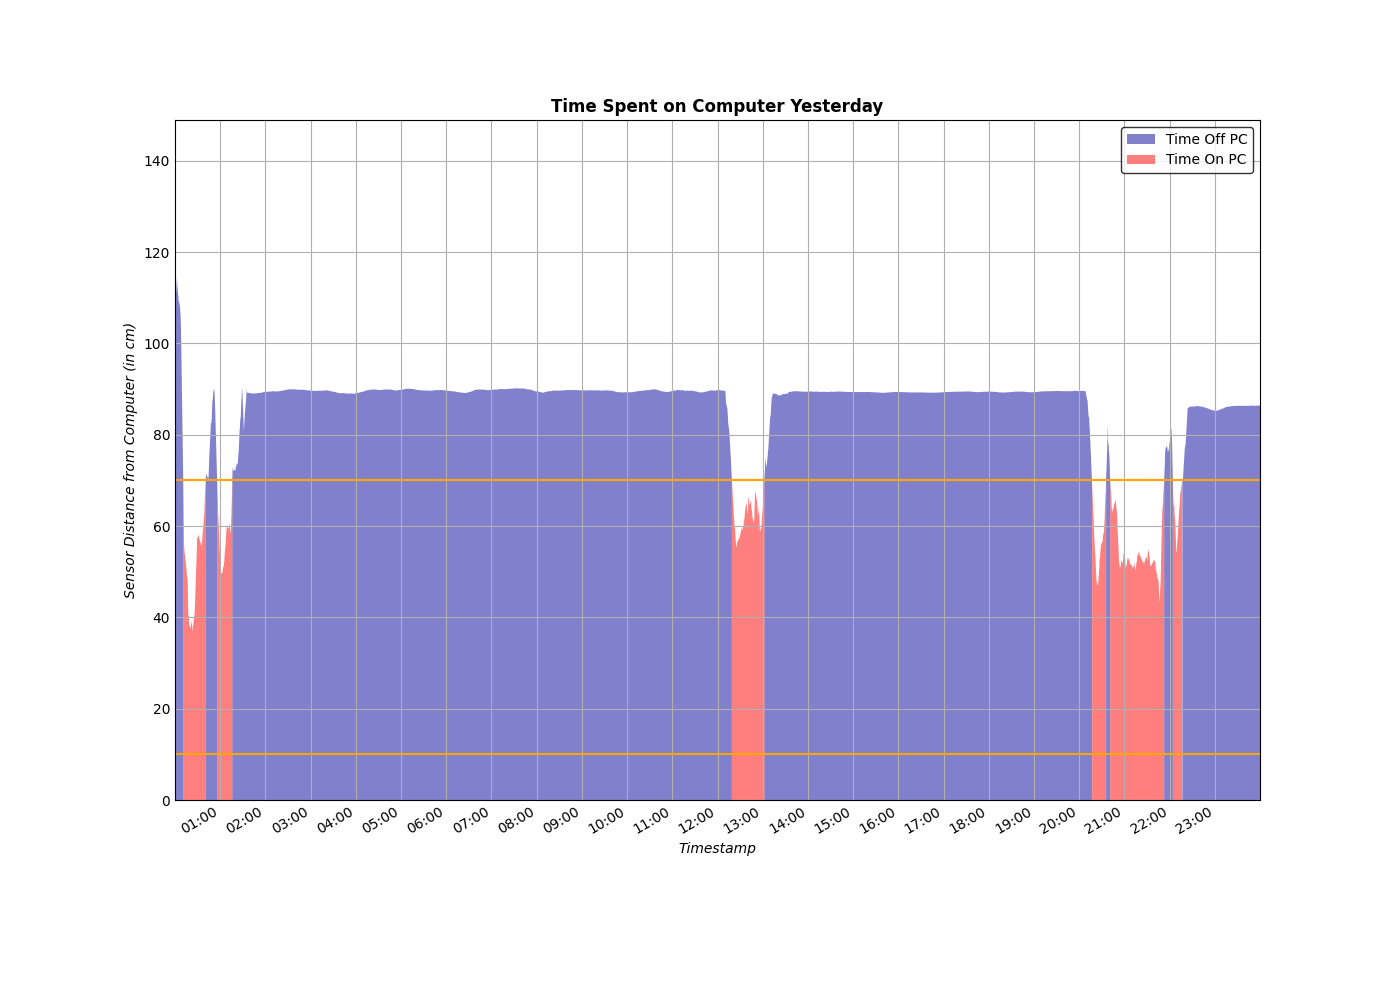 Time Spent on Computer Yesterday
Time Off PC
Time On PC
Sensor Distance from Computer (in cm)
140
120
100
80
60
40
20
0
01:00 02:00 03:00 04:00 05:00 06:00 07:00 08:00 09:00 10:00 11:00 12:00 13:00 14:00 15:00 16:00 17:00 18:00 19:00 20:00 21:00 22:00 23:00
Timestamp